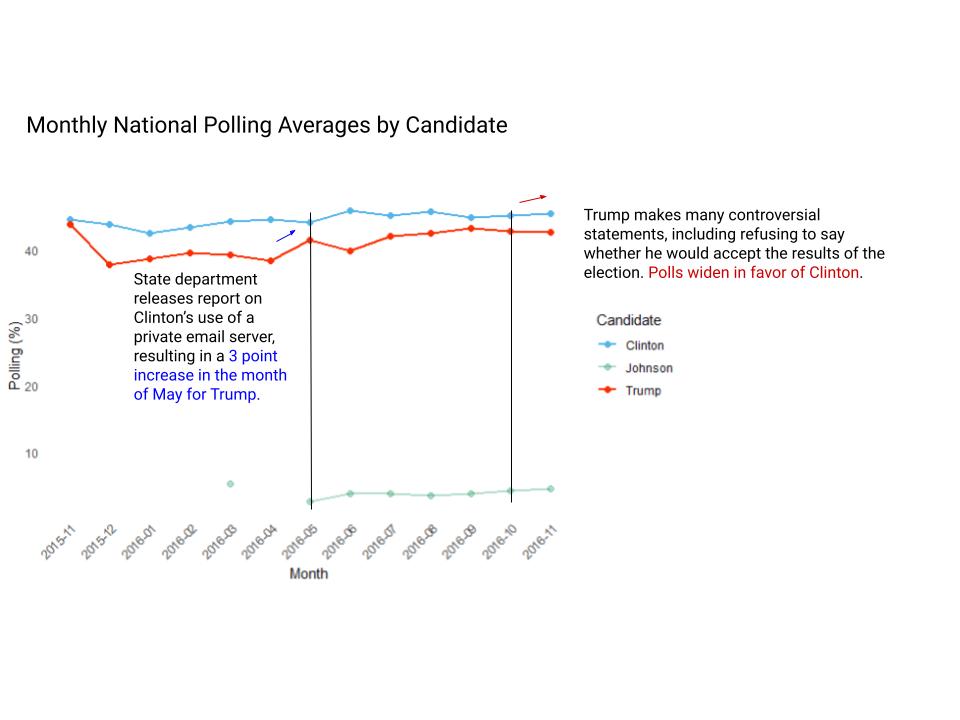 Monthly National Polling Averages by Candidate
Trump makes many controversial
statements, including refusing to say
whether he would accept the results of the
election. Polls widen in favor of Clinton.
State department
releases report on
Clinton's use of a
private email server,
resulting in a 3 point
increase in the month
of May for Trump.
Candidate
Clinton
Johnson
Trump
Polling (%)
40
30
20
10
2015-11
2015-12
2016-01
2016-02
2016-03
2016-04
2016-05
2016-06
2016-07
2016-08
2016-09
2016-10
2016-11
Month